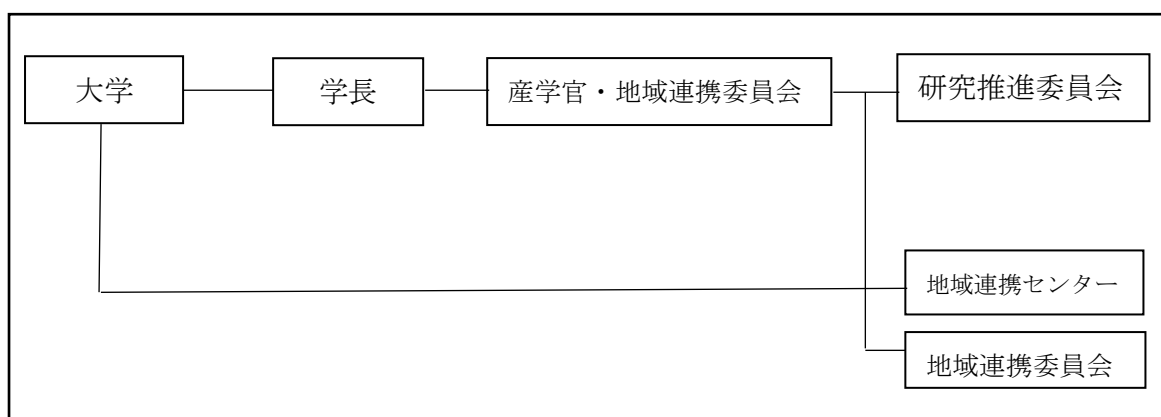 大学
学長
産学官・地域連携委員会
研究推進委員会
地域連携センター
地域連携委員会